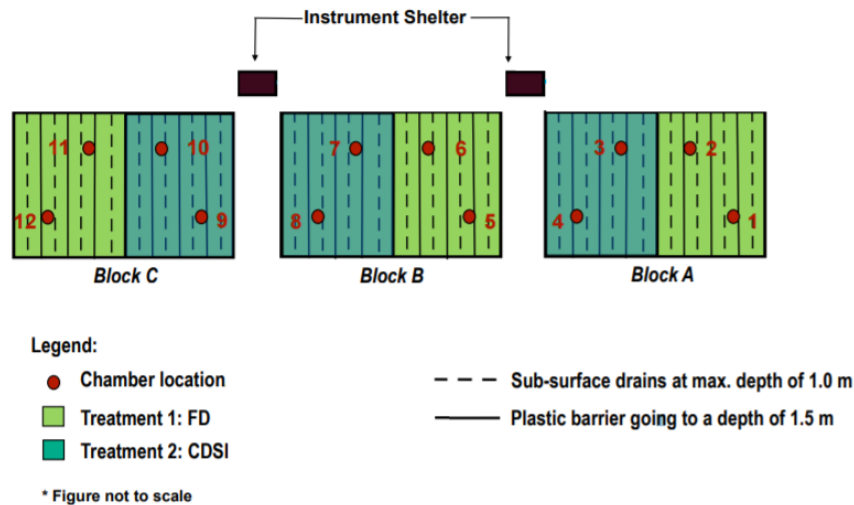 Instrument Shelter
11 10 7 6 3 2
12 9 8 5 4 1
Block C Block B Block A
Legend:
Chamber location
Treatment 1: FD
Treatment 2: CDSI
Sub-surface drains at max. depth of 1.0 m
Plastic barrier going to a depth of 1.5 m
* Figure not to scale